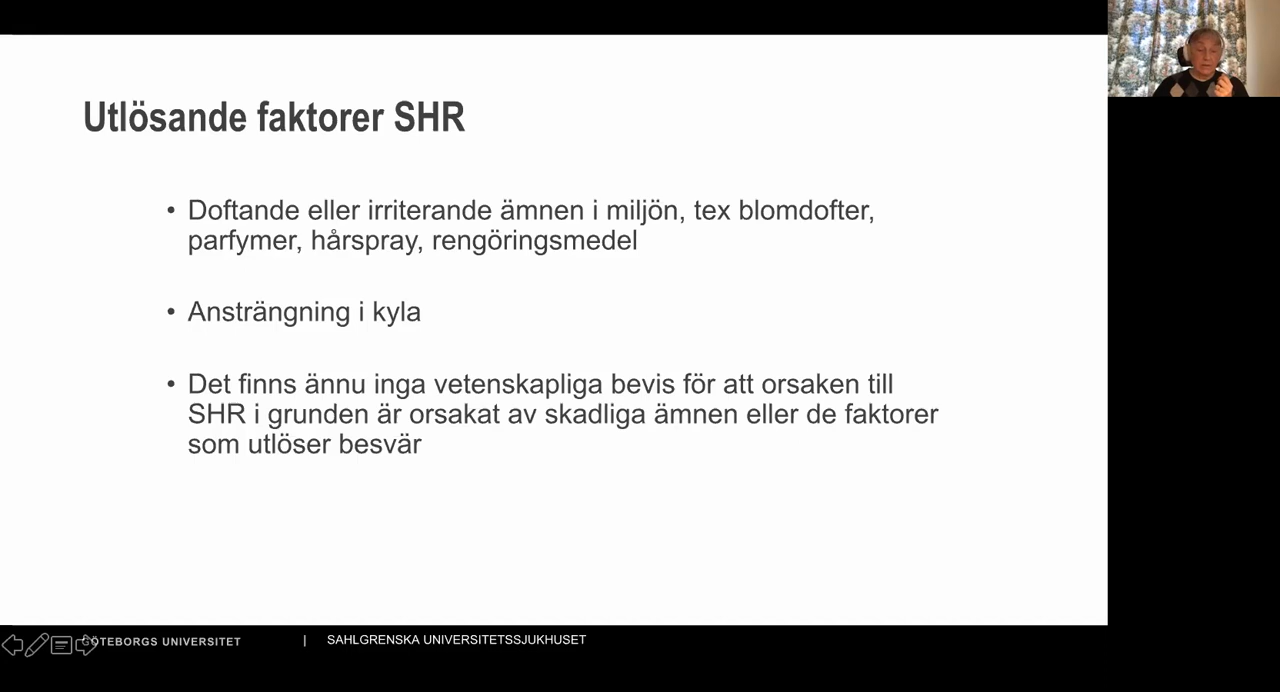 Utlösande faktorer SHR
• Doftande eller irriterande ämnen i miljön, tex blomdofter,
parfymer, hårspray, rengöringsmedel
• Ansträngning i kyla
• Det finns ännu inga vetenskapliga bevis för att orsaken till
SHR i grunden är orsakat av skadliga ämnen eller de faktorer
som utlöser besvär
GÖTEBORGS UNIVERSITET | SAHLGRENSKA UNIVERSITETSSJUKHUSET